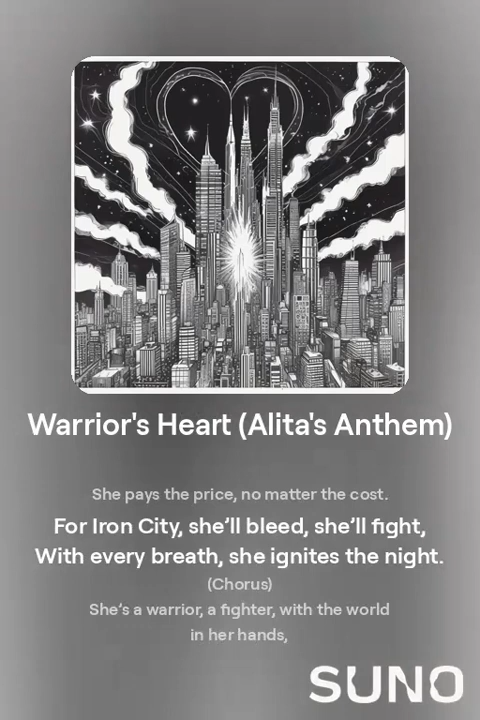 Warrior's Heart (Alita's Anthem)
She pays the price, no matter the cost.
For Iron City, she’ll bleed, she’ll fight,
With every breath, she ignites the night.
(Chorus)
She’s a warrior, a fighter, with the world
in her hands,
SUNO